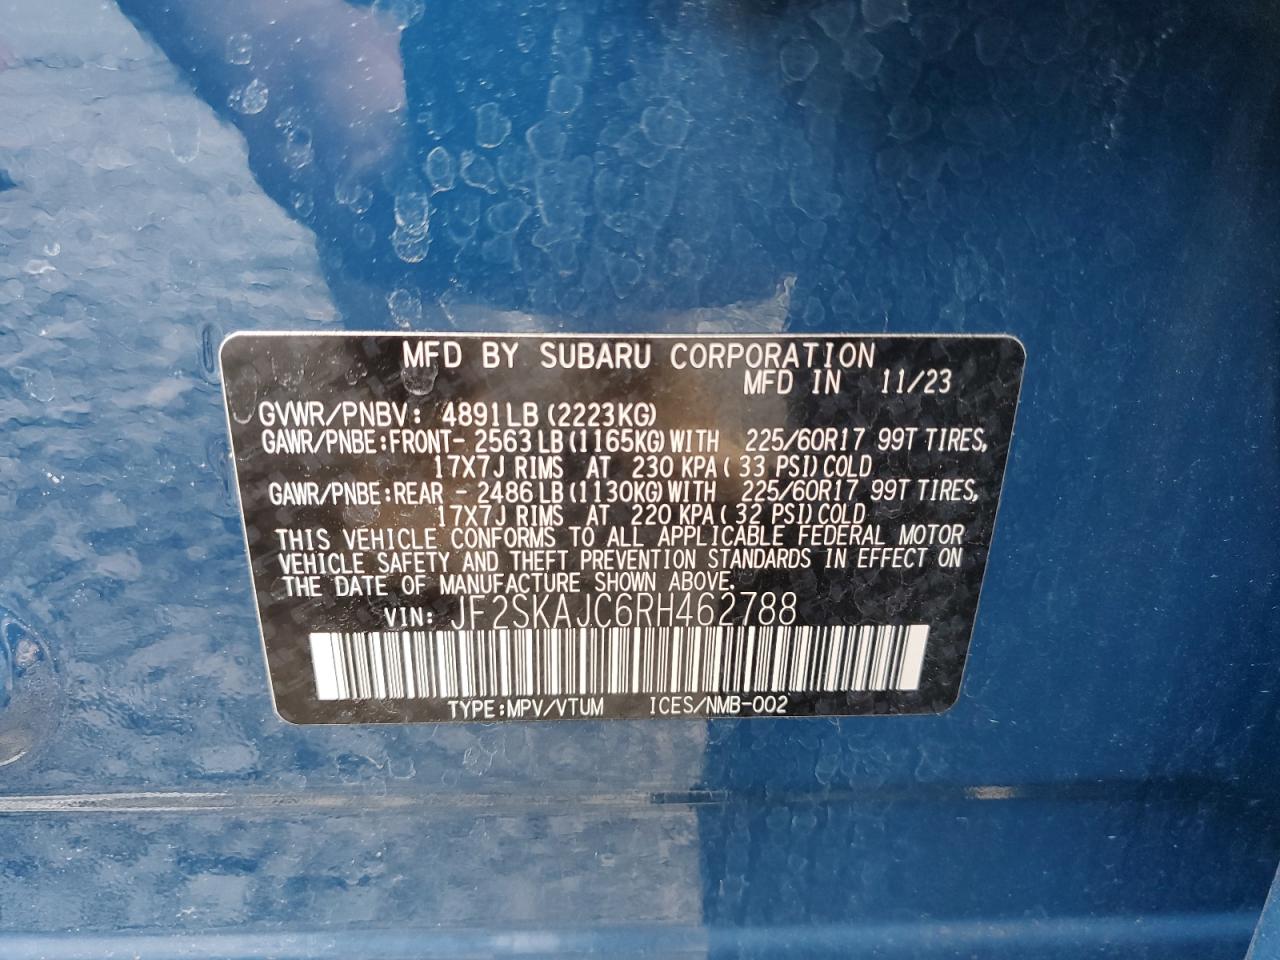 MFD BY SUBARU CORPORATION
MFD IN 11/23
GVWR/PNBV: 4891LB (2223KG)
GAWR/PNBE:FRONT- 2563LB (1165KG) WITH 225/60R17 99T TIRES,
17X7J RIMS AT 230 KPA( 33 PSI) COLD
GAWR/PNBE:REAR - 2486LB (1130KG) WITH 225/60R17 99T TIRES,
17X7J RIMS AT 220 KPA( 32 PSI) COLD
THIS VEHICLE CONFORMS TO ALL APPLICABLE FEDERAL MOTOR
VEHICLE SAFETY AND THEFT PREVENTION STANDARDS IN EFFECT ON
THE DATE OF MANUFACTURE SHOWN ABOVE.
VIN: JF2SKAJC6RH462788
TYPE:MPV/VTUM ICES/NMB-002